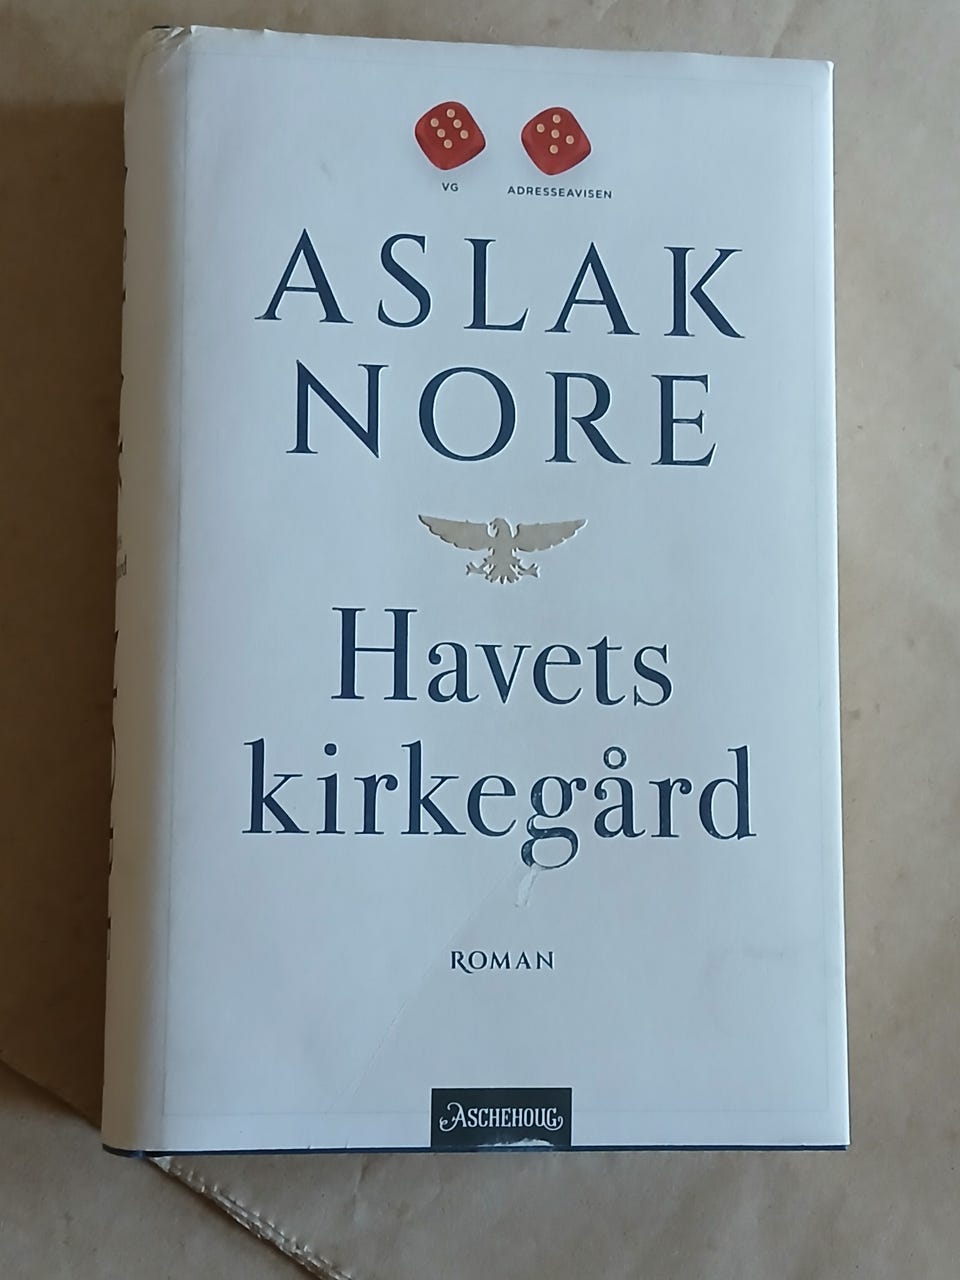 VG
ADRESSEAVISEN
ASLAK
NORE
Havets
kirkegård
ROMAN
ASCHEHOUG